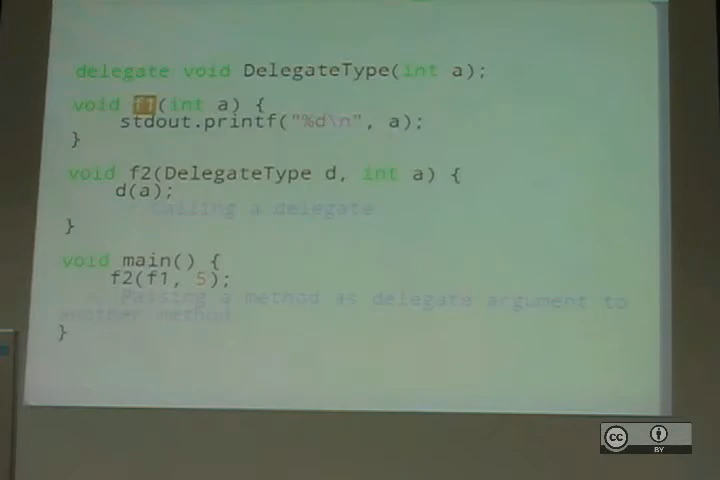 delegate void DelegateType(int a);
void f1(int a) {
stdout.printf("%d\n", a);
}
void f2(DelegateType d, int a) {
d(a);
Calling a delegate
}
void main() {
f2(f1, 5);
Passing a method as delegate argument to
another method
}
cc
BY